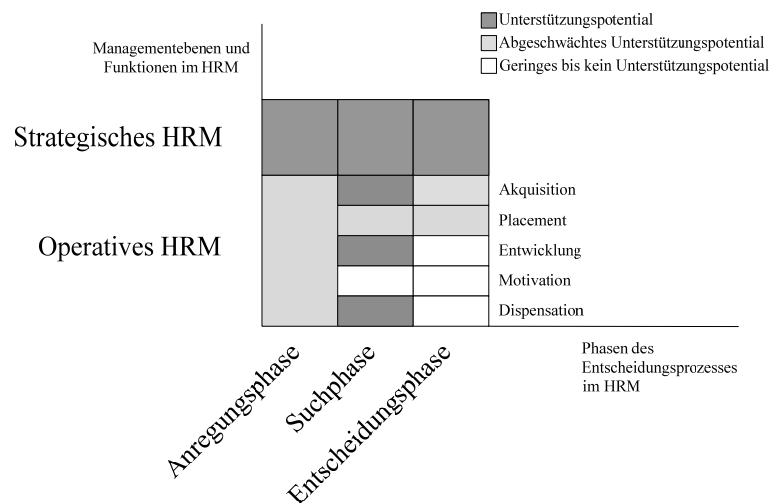 Unterstützungspotential
Abgeschwächtes Unterstützungspotential
Geringes bis kein Unterstützungspotential
Managementebenen und
Funktionen im HRM
Strategisches HRM
Operatives HRM
Akquisition
Placement
Entwicklung
Motivation
Dispensation
Anregungsphase
Suchphase
Entscheidungsphase
Phasen des
Entscheidungsprozesses
im HRM